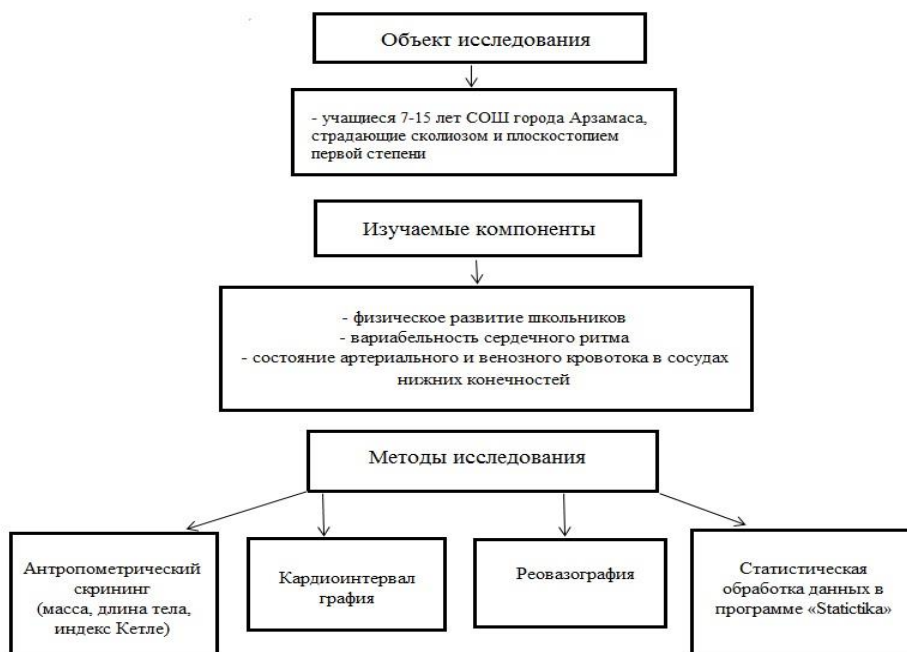 Объект исследования
- учащиеся 7-15 лет СОШ города Арзамаса,
страдающие сколиозом и плоскостопием
первой степени
Изучаемые компоненты
- физическое развитие школьников
- вариабельность сердечного ритма
- состояние артериального и венозного кровотока в сосудах
нижних конечностей
Методы исследования
Антропометрический
скрининг
(масса, длина тела,
индекс Кетле)
Кардиоинтервал
графия
Реовазография
Статистическая
обработка данных в
программе «Statictika»